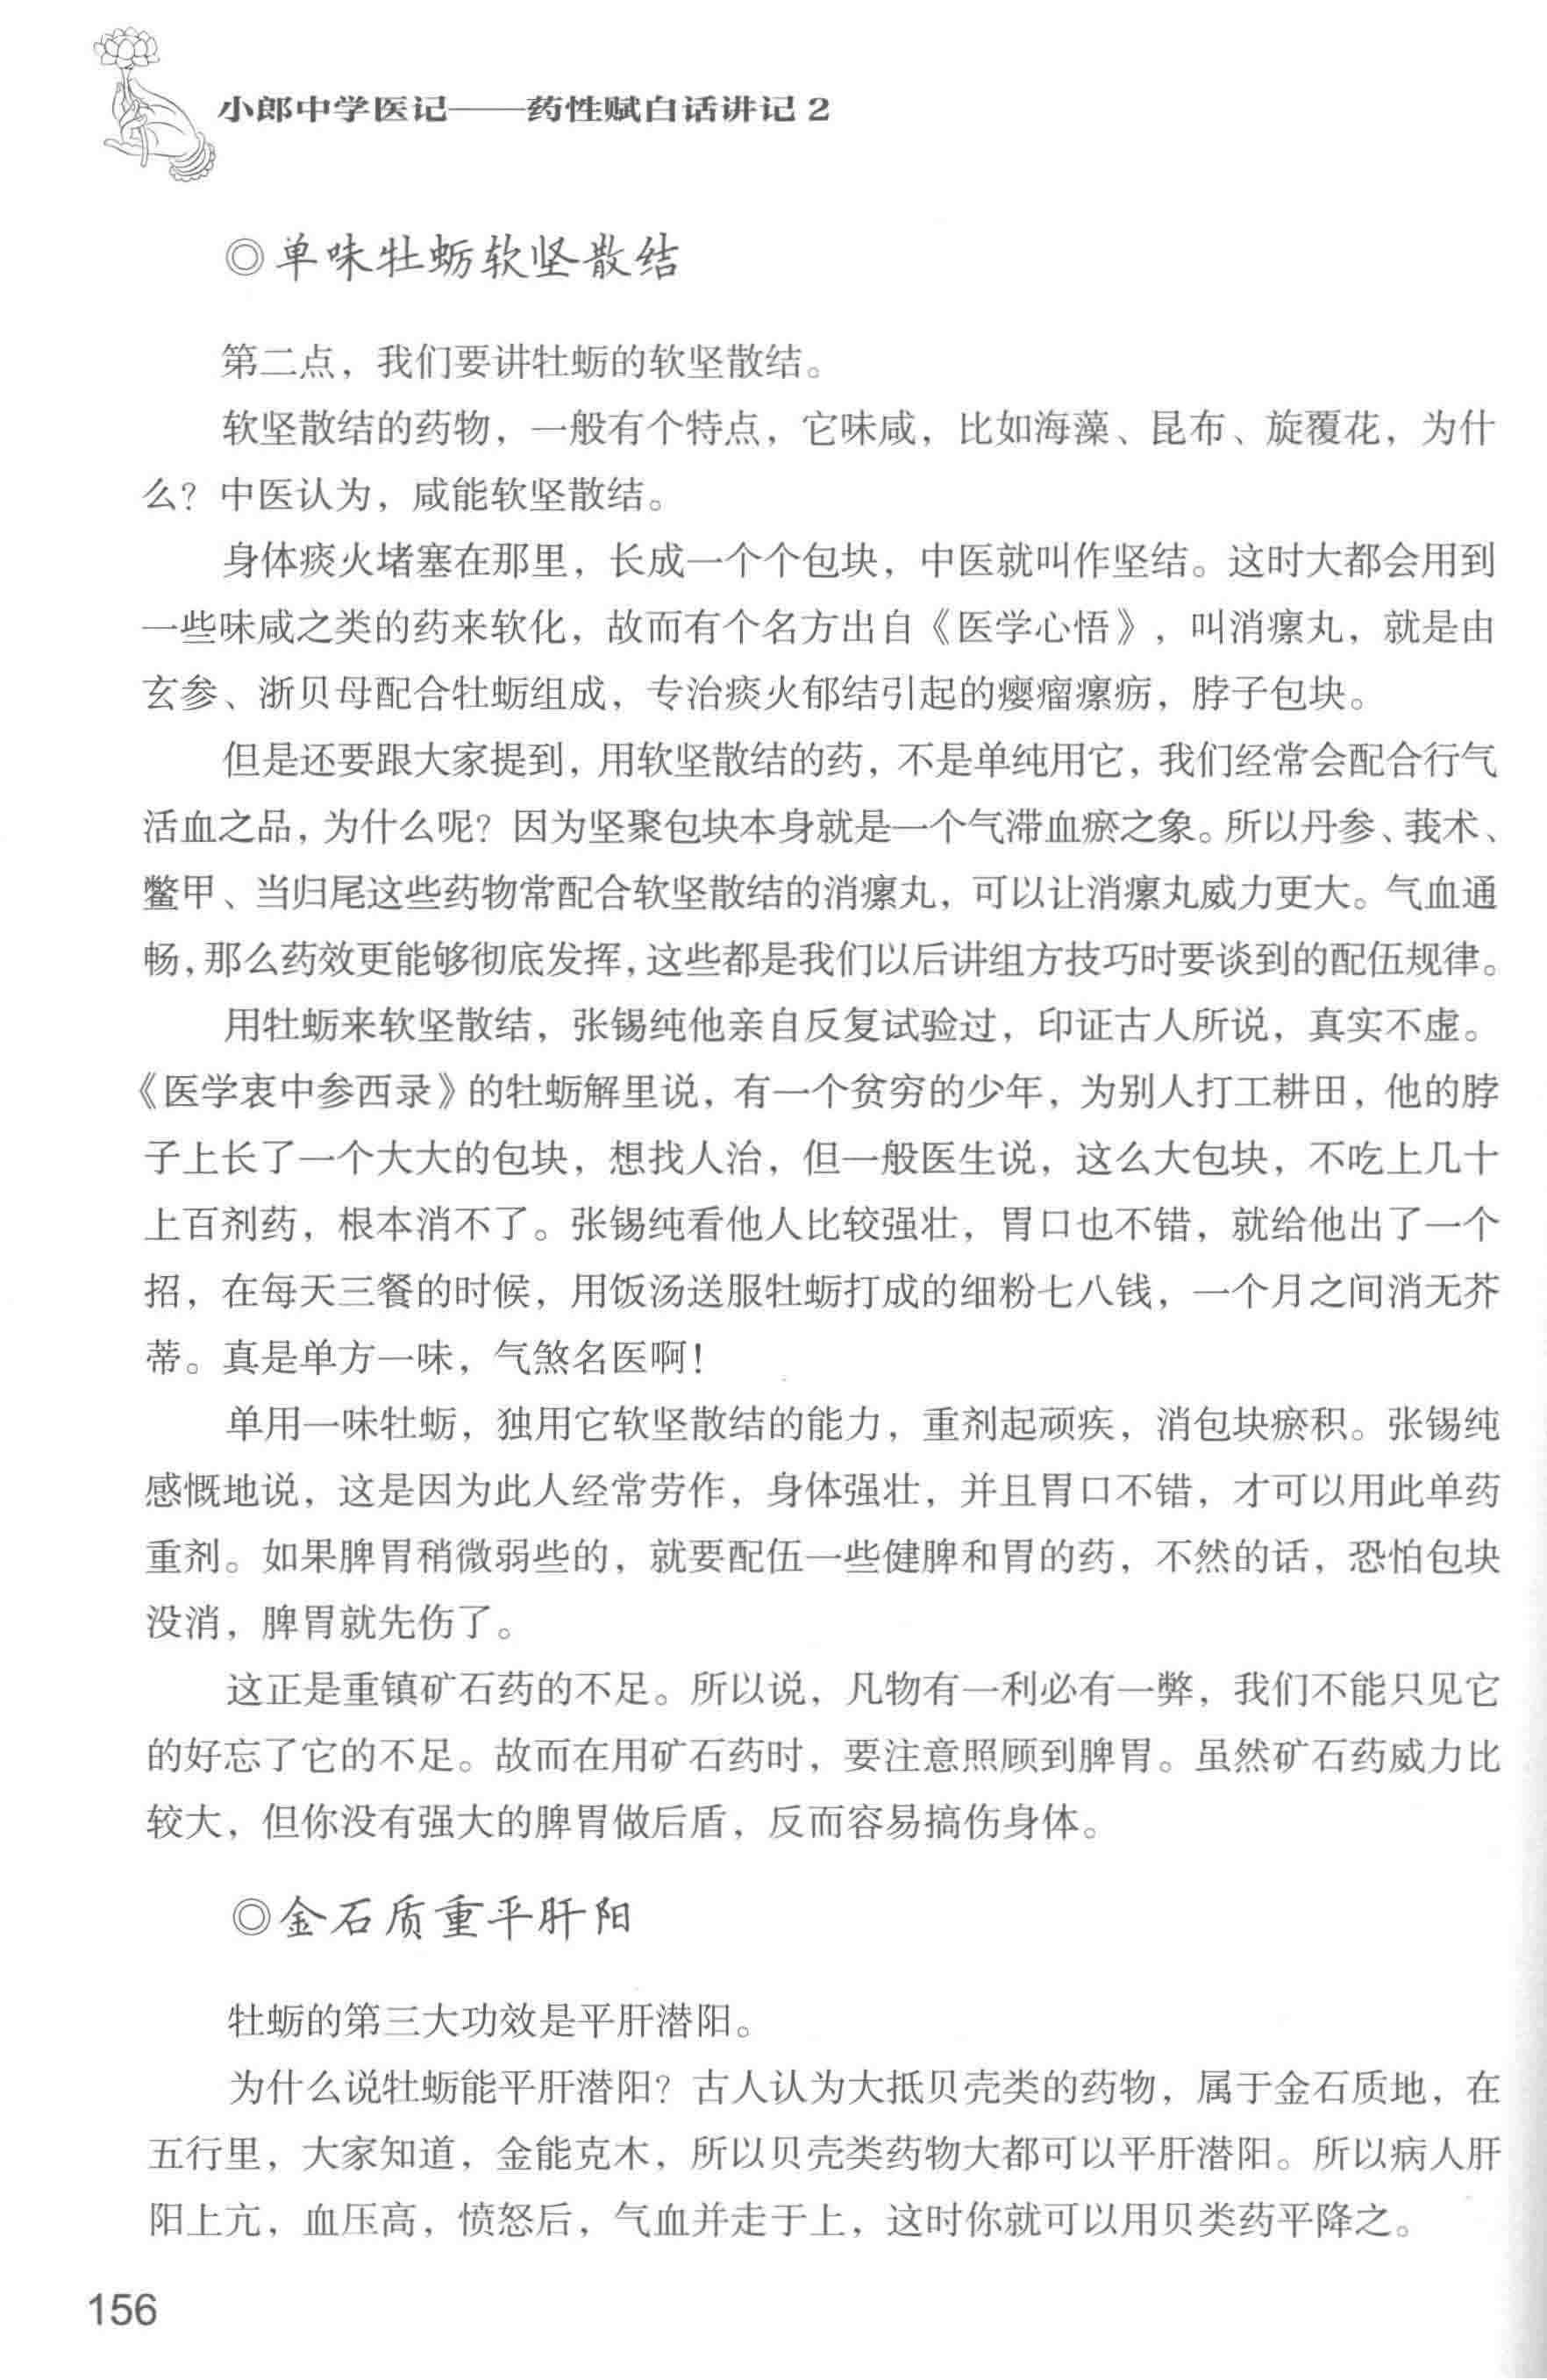 小郎中学医记——药性赋白话讲记2
◎单味牡蛎软坚散结
第二点，我们要讲牡蛎的软坚散结。
软坚散结的药物，一般有个特点，它味咸，比如海藻、昆布、旋覆花，为什
么？中医认为，咸能软坚散结。
身体痰火堵塞在那里，长成一个个包块，中医就叫作坚结。这时大都会用到
一些味咸之类的药来软化，故而有个名方出自《医学心悟》，叫消瘰丸，就是由
玄参、浙贝母配合牡蛎组成，专治痰火郁结引起的瘿瘤瘰疬，脖子包块。
但是还要跟大家提到，用软坚散结的药，不是单纯用它，我们经常会配合行气
活血之品，为什么呢？因为坚聚包块本身就是一个气滞血瘀之象。所以丹参、莪术、
鳖甲、当归尾这些药物常配合软坚散结的消瘰丸，可以让消瘰丸威力更大。气血通
畅，那么药效更能够彻底发挥，这些都是我们以后讲组方技巧时要谈到的配伍规律。
用牡蛎来软坚散结，张锡纯他亲自反复试验过，印证古人所说，真实不虚。
《医学衷中参西录》的牡蛎解里说，有一个贫穷的少年，为别人打工耕田，他的脖
子上长了一个大大的包块，想找人治，但一般医生说，这么大包块，不吃上几十
上百剂药，根本消不了。张锡纯看他人比较强壮，胃口也不错，就给他出了一个
招，在每天三餐的时候，用饭汤送服牡蛎打成的细粉七八钱，一个月之间消无芥
蒂。真是单方一味，气煞名医啊！
单用一味牡蛎，独用它软坚散结的能力，重剂起顽疾，消包块瘀积。张锡纯
感慨地说，这是因为此人经常劳作，身体强壮，并且胃口不错，才可以用此单药
重剂。如果脾胃稍微弱些的，就要配伍一些健脾和胃的药，不然的话，恐怕包块
没消，脾胃就先伤了。
这正是重镇矿石药的不足。所以说，凡物有一利必有一弊，我们不能只见它
的好忘了它的不足。故而在用矿石药时，要注意照顾到脾胃。虽然矿石药威力比
较大，但你没有强大的脾胃做后盾，反而容易搞伤身体。
◎金石质重平肝阳
牡蛎的第三大功效是平肝潜阳。
为什么说牡蛎能平肝潜阳？古人认为大抵贝壳类的药物，属于金石质地，在
五行里，大家知道，金能克木，所以贝壳类药物大都可以平肝潜阳。所以病人肝
阳上亢，血压高，愤怒后，气血并走于上，这时你就可以用贝类药平降之。
156